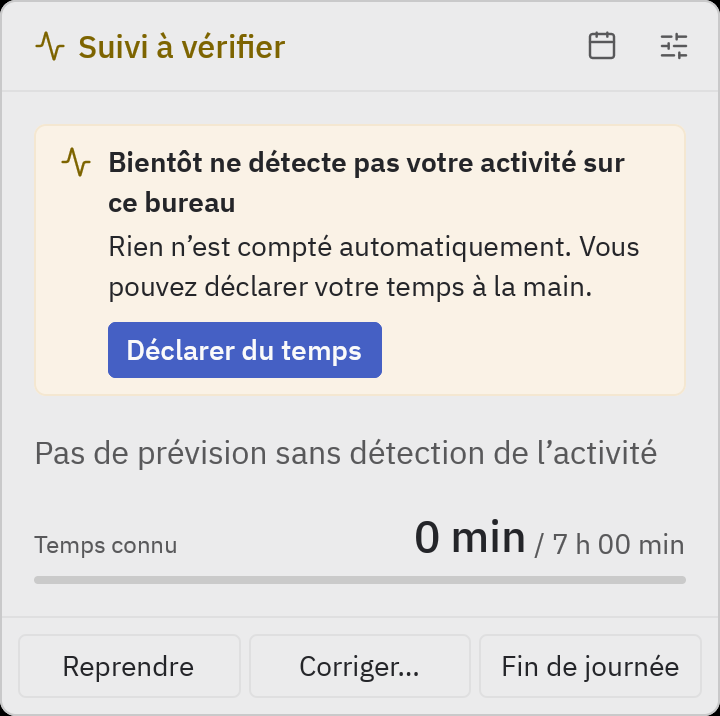 Suivi à vérifier
Bientôt ne détecte pas votre activité sur
ce bureau
Rien n’est compté automatiquement. Vous
pouvez déclarer votre temps à la main.
Déclarer du temps
Pas de prévision sans détection de l’activité
Temps connu 0 min / 7 h 00 min
Reprendre Corriger… Fin de journée